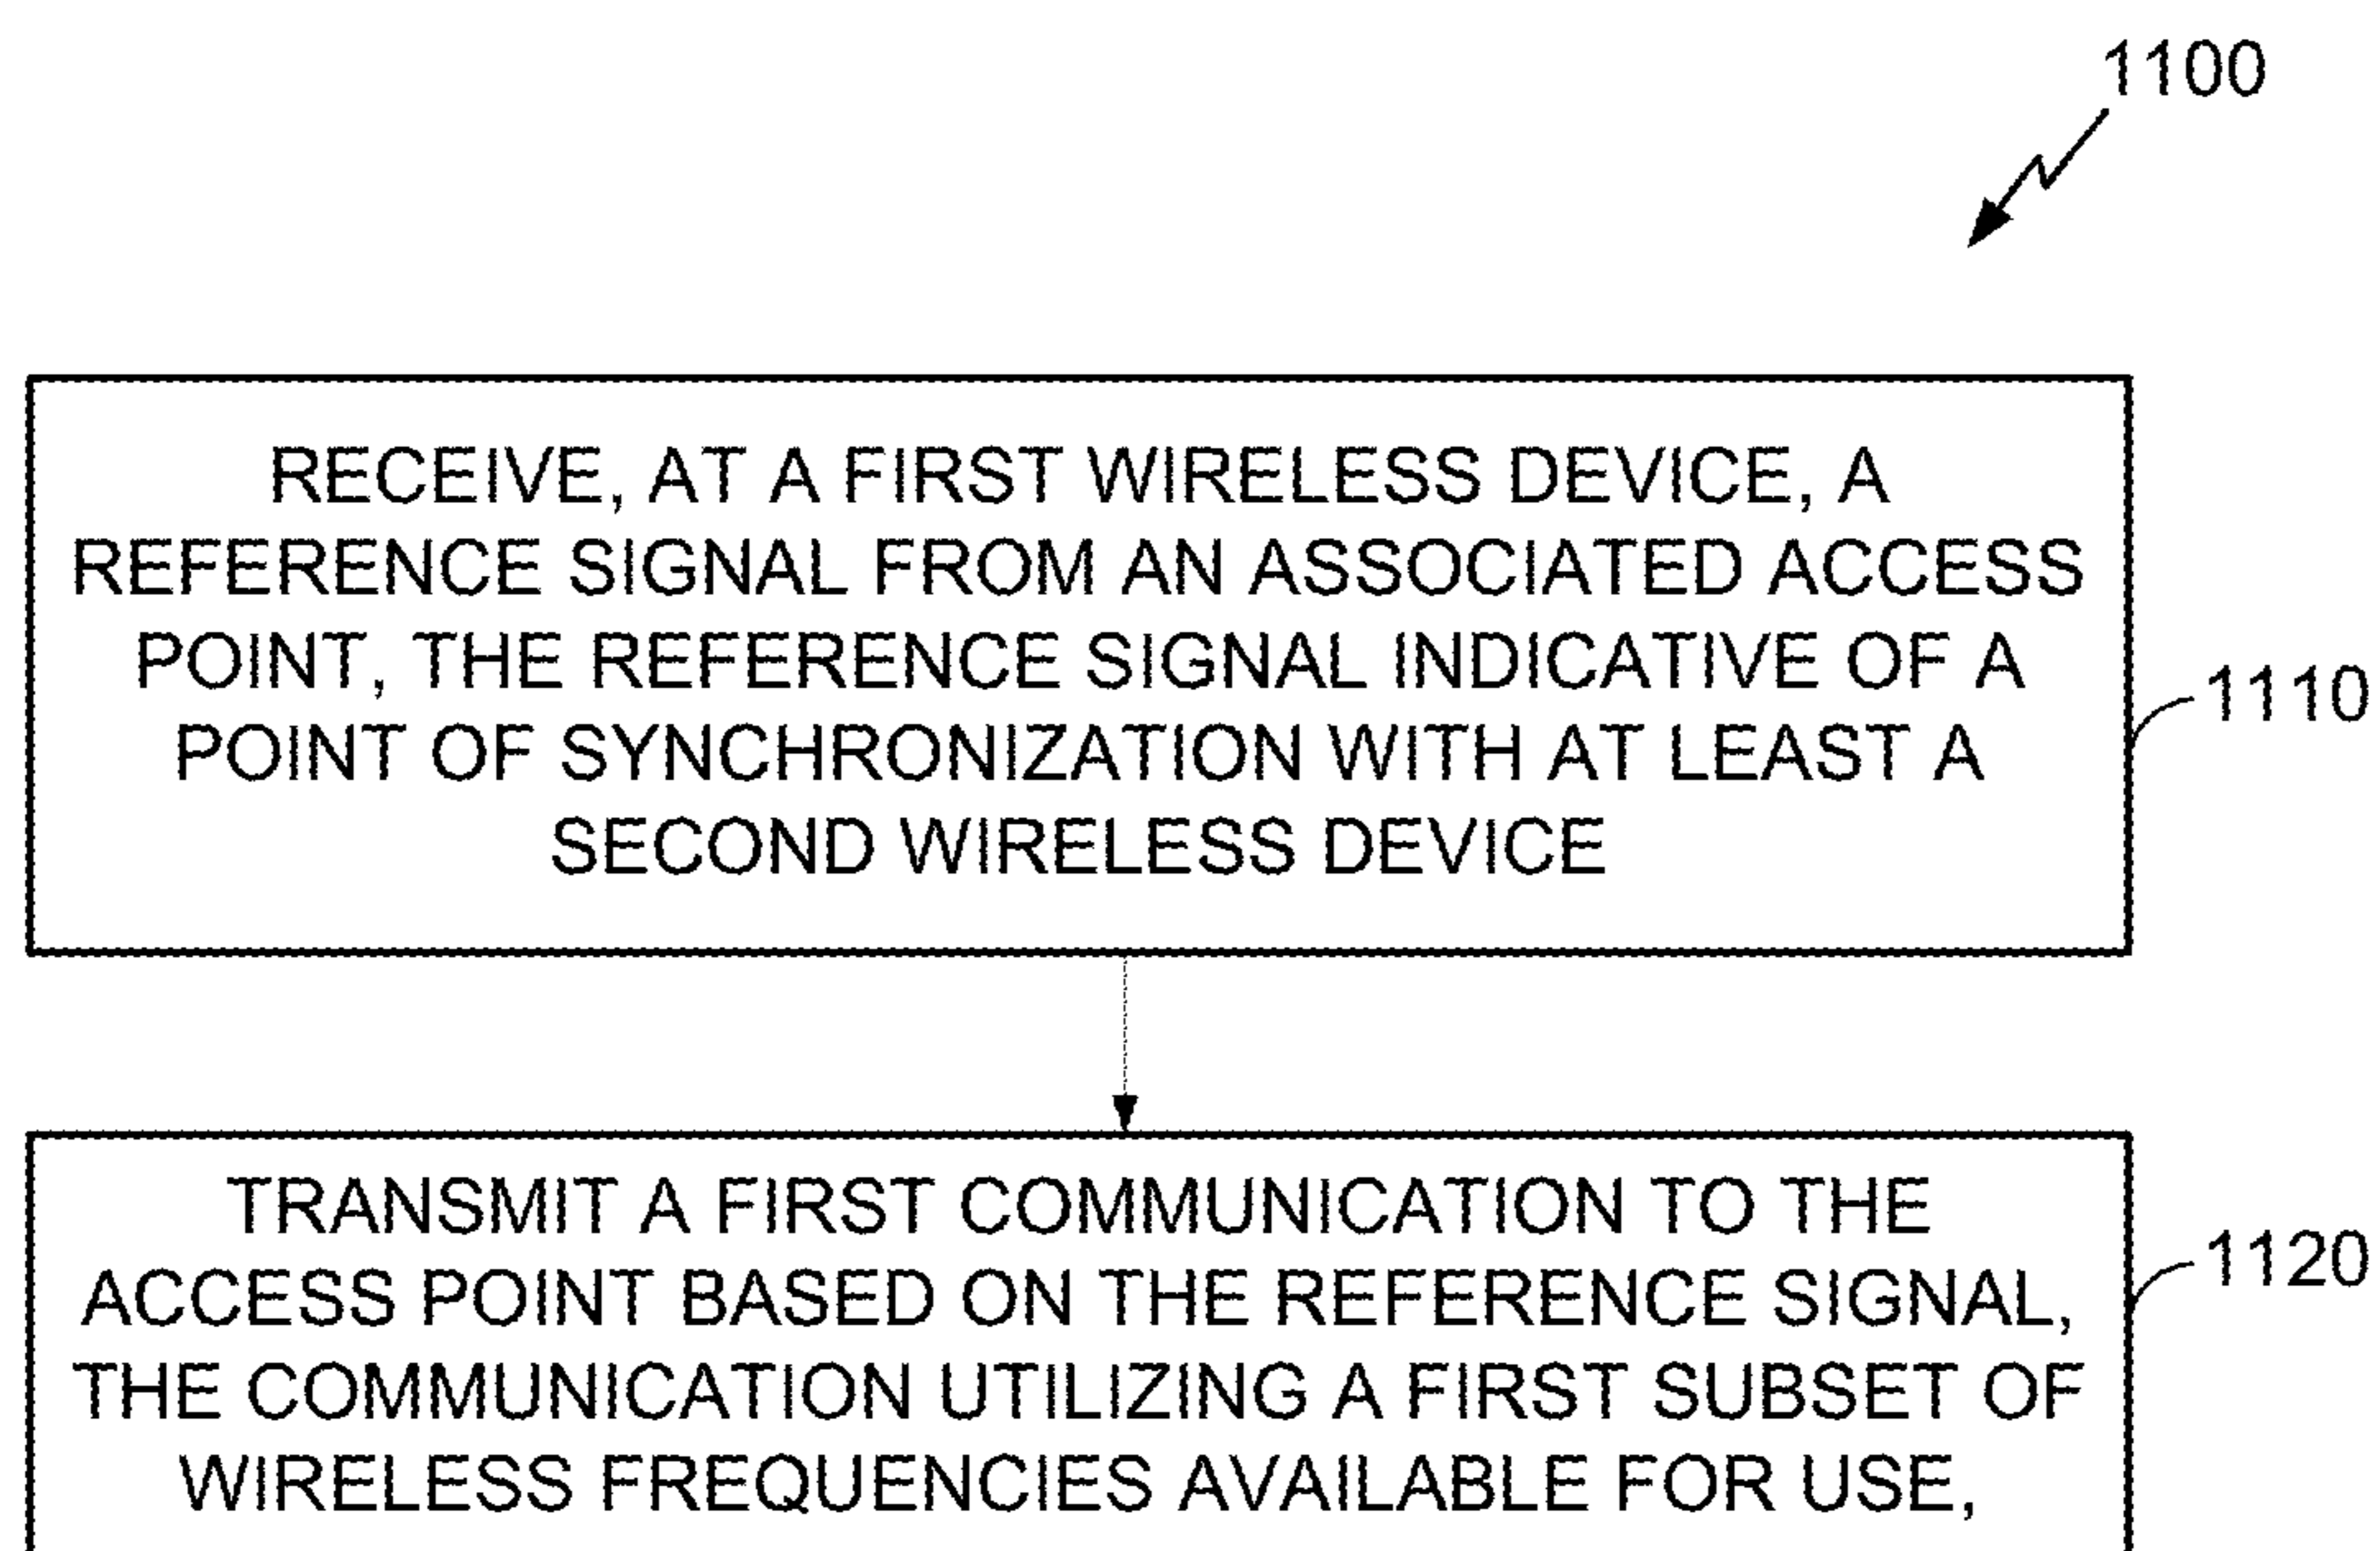 1100
RECEIVE, AT A FIRST WIRELESS DEVICE, A
REFERENCE SIGNAL FROM AN ASSOCIATED ACCESS
POINT, THE REFERENCE SIGNAL INDICATIVE OF A
POINT OF SYNCHRONIZATION WITH AT LEAST A
SECOND WIRELESS DEVICE
1110
TRANSMIT A FIRST COMMUNICATION TO THE
ACCESS POINT BASED ON THE REFERENCE SIGNAL,
THE COMMUNICATION UTILIZING A FIRST SUBSET OF
WIRELESS FREQUENCIES AVAILABLE FOR USE,
1120